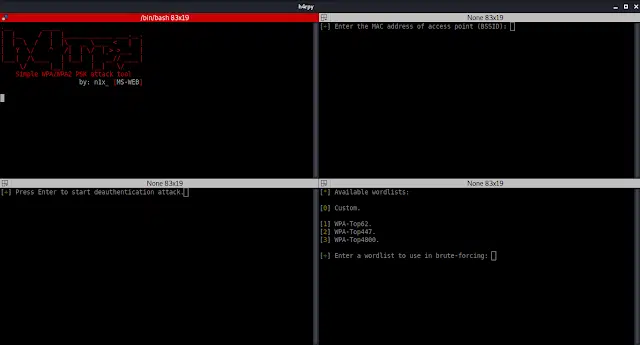 h4rpy
/bin/bash 83x19
Simple WPA/WPA2 PSK attack tool
by: n1x_ [MS-WEB]
None 83x19
[+] Enter the MAC address of access point (BSSID):
None 83x19
[+] Press Enter to start deauthentication attack.
None 83x19
[*] Available wordlists:
[0] Custom.
[1] WPA-Top62.
[2] WPA-Top447.
[3] WPA-Top4800.
[+] Enter a wordlist to use in brute-forcing: